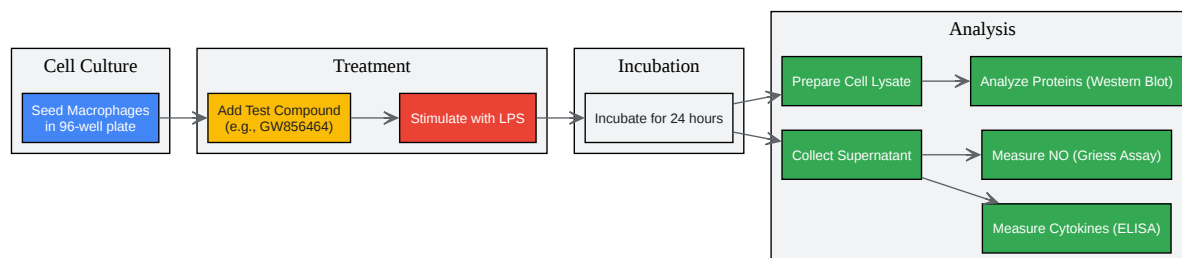 Cell Culture
Seed Macrophages
in 96-well plate
Treatment
Add Test Compound
(e.g., GW856464)
Stimulate with LPS
Incubation
Incubate for 24 hours
Analysis
Prepare Cell Lysate
Analyze Proteins (Western Blot)
Collect Supernatant
Measure NO (Griess Assay)
Measure Cytokines (ELISA)